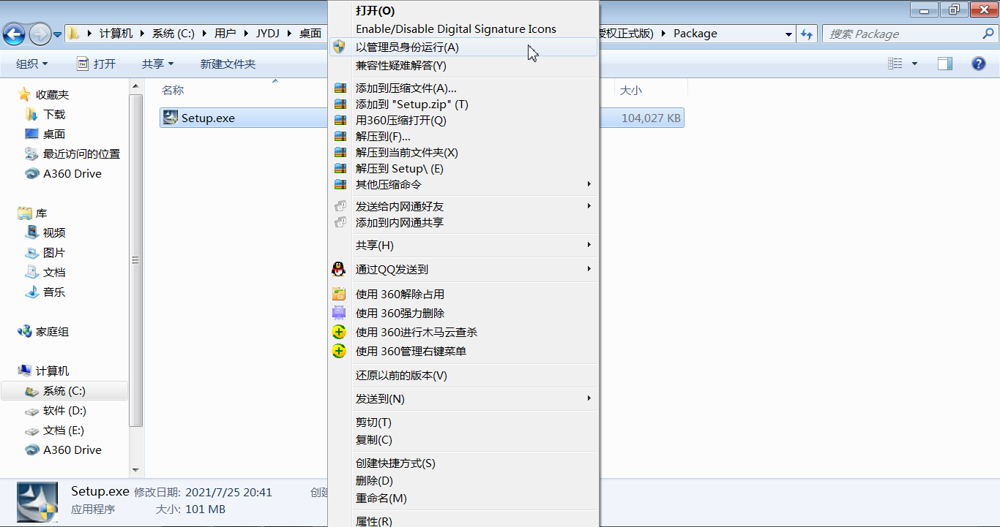 计算机 系统 (C:) 用户 JYDJ 桌面 权正式版) Package
搜索 Package
组织 打开 共享 新建文件夹
收藏夹
下载
桌面
最近访问的位置
A360 Drive
库
视频
图片
文档
音乐
家庭组
计算机
系统 (C:)
软件 (D:)
文档 (E:)
A360 Drive
名称 大小
Setup.exe 104,027 KB
打开(O)
Enable/Disable Digital Signature Icons
以管理员身份运行(A)
兼容性疑难解答(Y)
添加到压缩文件(A)...
添加到 "Setup.zip" (T)
用360压缩打开(Q)
解压到(F)...
解压到当前文件夹(X)
解压到 Setup\ (E)
其他压缩命令
发送给内网通好友
添加到内网通共享
共享(H)
通过QQ发送到
使用 360解除占用
使用 360强力删除
使用 360进行木马云查杀
使用 360管理右键菜单
还原以前的版本(V)
发送到(N)
剪切(T)
复制(C)
创建快捷方式(S)
删除(D)
重命名(M)
属性(R)
Setup.exe 修改日期: 2021/7/25 20:41 创建
应用程序 大小: 101 MB